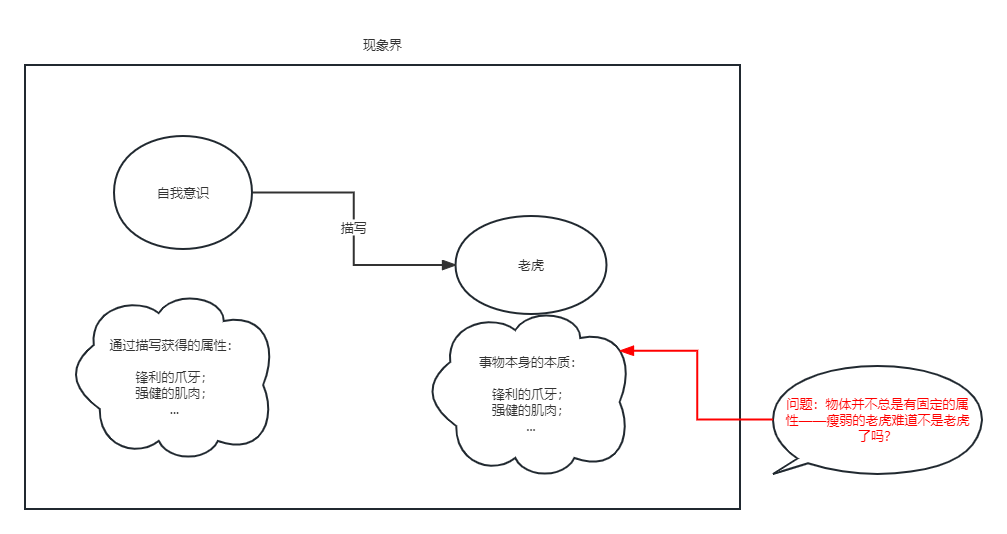 现象界
自我意识
描写
老虎
通过描写获得的属性：
锋利的爪牙；
强健的肌肉；
...
事物本身的本质：
锋利的爪牙；
强健的肌肉；
...
问题：物体并不总是有固定的属
性——瘦弱的老虎难道不是老虎
了吗？